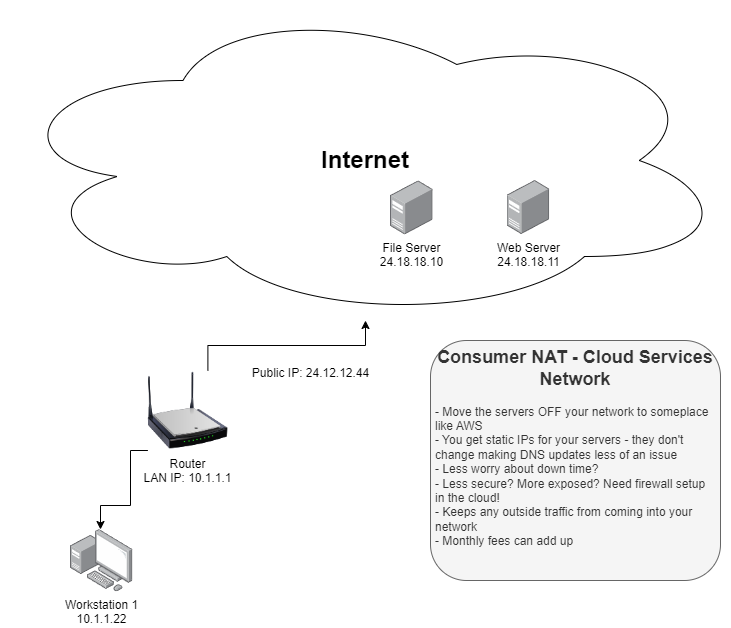 Internet
File Server
24.18.18.10
Web Server
24.18.18.11
Public IP: 24.12.12.44
Router
LAN IP: 10.1.1.1
Workstation 1
10.1.1.22
Consumer NAT - Cloud Services
Network
- Move the servers OFF your network to someplace
like AWS
- You get static IPs for your servers - they don't
change making DNS updates less of an issue
- Less worry about down time?
- Less secure? More exposed? Need firewall setup
in the cloud!
- Keeps any outside traffic from coming into your
network
- Monthly fees can add up